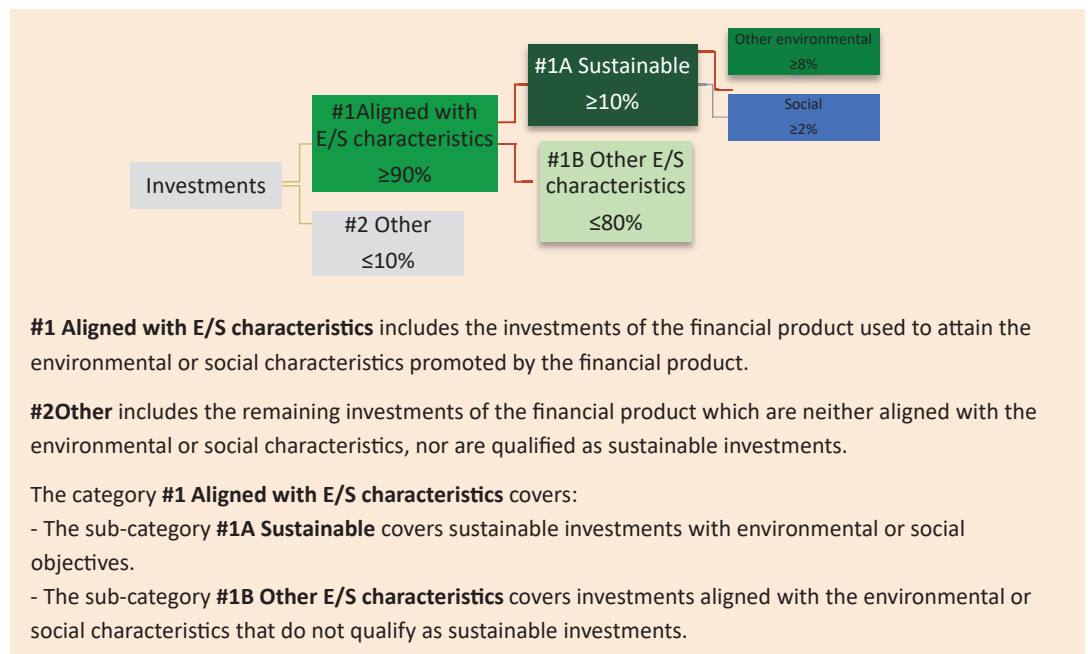 Other environmental
≥8%
#1A Sustainable
≥10%
Social
≥2%
#1Aligned with
E/S characteristics
≥90%
#1B Other E/S
characteristics
≤80%
Investments
#2 Other
≤10%
#1 Aligned with E/S characteristics includes the investments of the financial product used to attain the
environmental or social characteristics promoted by the financial product.
#2Other includes the remaining investments of the financial product which are neither aligned with the
environmental or social characteristics, nor are qualified as sustainable investments.
The category #1 Aligned with E/S characteristics covers:
- The sub-category #1A Sustainable covers sustainable investments with environmental or social
objectives.
- The sub-category #1B Other E/S characteristics covers investments aligned with the environmental or
social characteristics that do not qualify as sustainable investments.